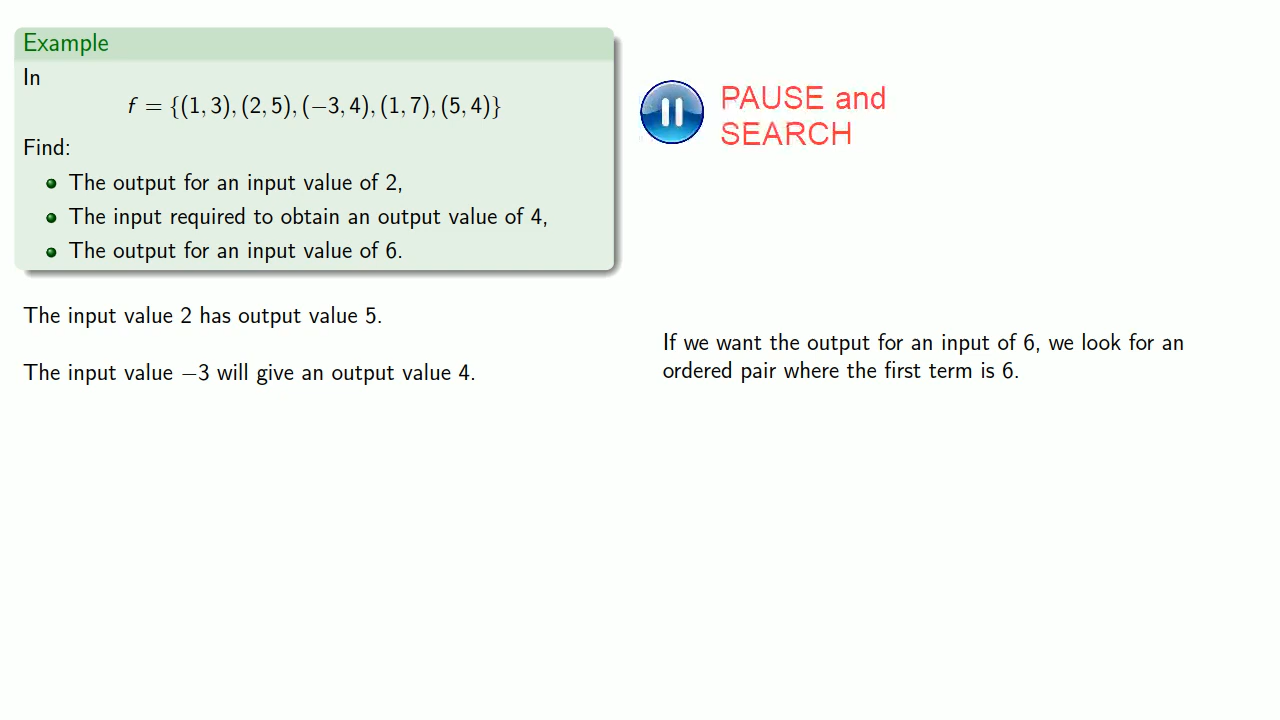 Example
In
f = {(1, 3), (2, 5), (−3, 4), (1, 7), (5, 4)}
Find:
The output for an input value of 2,
The input required to obtain an output value of 4,
The output for an input value of 6.
PAUSE and
SEARCH
The input value 2 has output value 5.
The input value −3 will give an output value 4.
If we want the output for an input of 6, we look for an
ordered pair where the first term is 6.